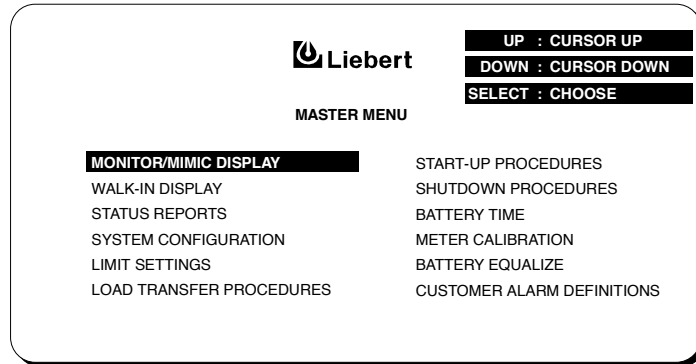 Liebert
UP : CURSOR UP
DOWN : CURSOR DOWN
SELECT : CHOOSE
MASTER MENU
MONITOR/MIMIC DISPLAY
WALK-IN DISPLAY
STATUS REPORTS
SYSTEM CONFIGURATION
LIMIT SETTINGS
LOAD TRANSFER PROCEDURES
START-UP PROCEDURES
SHUTDOWN PROCEDURES
BATTERY TIME
METER CALIBRATION
BATTERY EQUALIZE
CUSTOMER ALARM DEFINITIONS